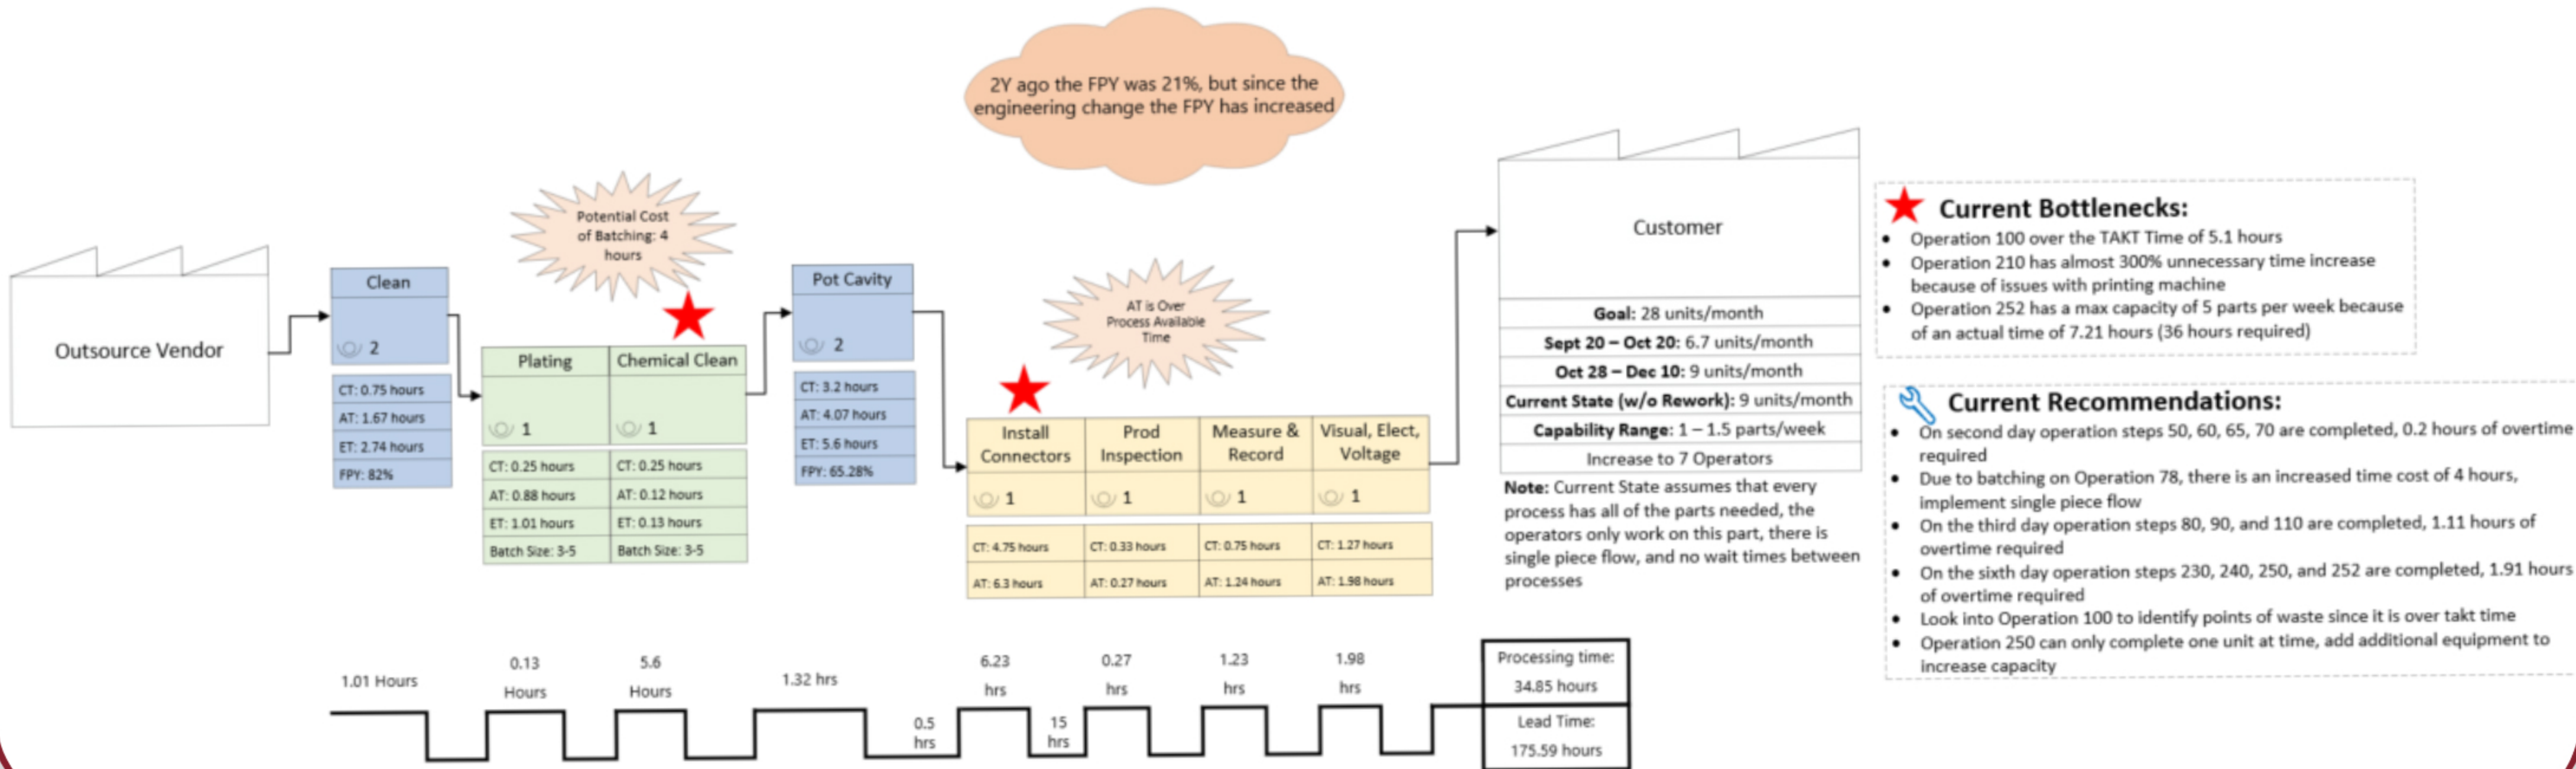 2Y ago the FPY was 21%, but since the
engineering change the FPY has increased
Outsource Vendor
Clean
2
CT: 0.75 hours
AT: 1.67 hours
ET: 2.74 hours
FPY: 82%
Potential Cost
of Batching: 4
hours
Plating
1
CT: 0.25 hours
AT: 0.88 hours
ET: 1.01 hours
Batch Size: 3-5
Chemical Clean
1
CT: 0.25 hours
AT: 0.12 hours
ET: 0.13 hours
Batch Size: 3-5
Pot Cavity
2
CT: 3.2 hours
AT: 4.07 hours
ET: 5.6 hours
FPY: 65.28%
AT is Over
Process Available
Time
Install
Connectors
1
CT: 4.75 hours
AT: 6.3 hours
Prod
Inspection
1
CT: 0.33 hours
AT: 0.27 hours
Measure &
Record
1
CT: 0.75 hours
AT: 1.24 hours
Visual, Elect,
Voltage
1
CT: 1.27 hours
AT: 1.98 hours
Customer
Goal: 28 units/month
Sept 20 – Oct 20: 6.7 units/month
Oct 28 – Dec 10: 9 units/month
Current State (w/o Rework): 9 units/month
Capability Range: 1 – 1.5 parts/week
Increase to 7 Operators
Note: Current State assumes that every
process has all of the parts needed, the
operators only work on this part, there is
single piece flow, and no wait times between
processes
Current Bottlenecks:
• Operation 100 over the TAKT Time of 5.1 hours
• Operation 210 has almost 300% unnecessary time increase
because of issues with printing machine
• Operation 252 has a max capacity of 5 parts per week because
of an actual time of 7.21 hours (36 hours required)
Current Recommendations:
• On second day operation steps 50, 60, 65, 70 are completed, 0.2 hours of overtime
required
• Due to batching on Operation 78, there is an increased time cost of 4 hours,
implement single piece flow
• On the third day operation steps 80, 90, and 110 are completed, 1.11 hours of
overtime required
• On the sixth day operation steps 230, 240, 250, and 252 are completed, 1.91 hours
of overtime required
• Look into Operation 100 to identify points of waste since it is over takt time
• Operation 250 can only complete one unit at time, add additional equipment to
increase capacity
1.01 Hours
0.13
Hours
5.6
Hours
1.32 hrs
0.5
hrs
6.23
hrs
15
hrs
0.27
hrs
1.23
hrs
1.98
hrs
Processing time:
34.85 hours
Lead Time:
175.59 hours